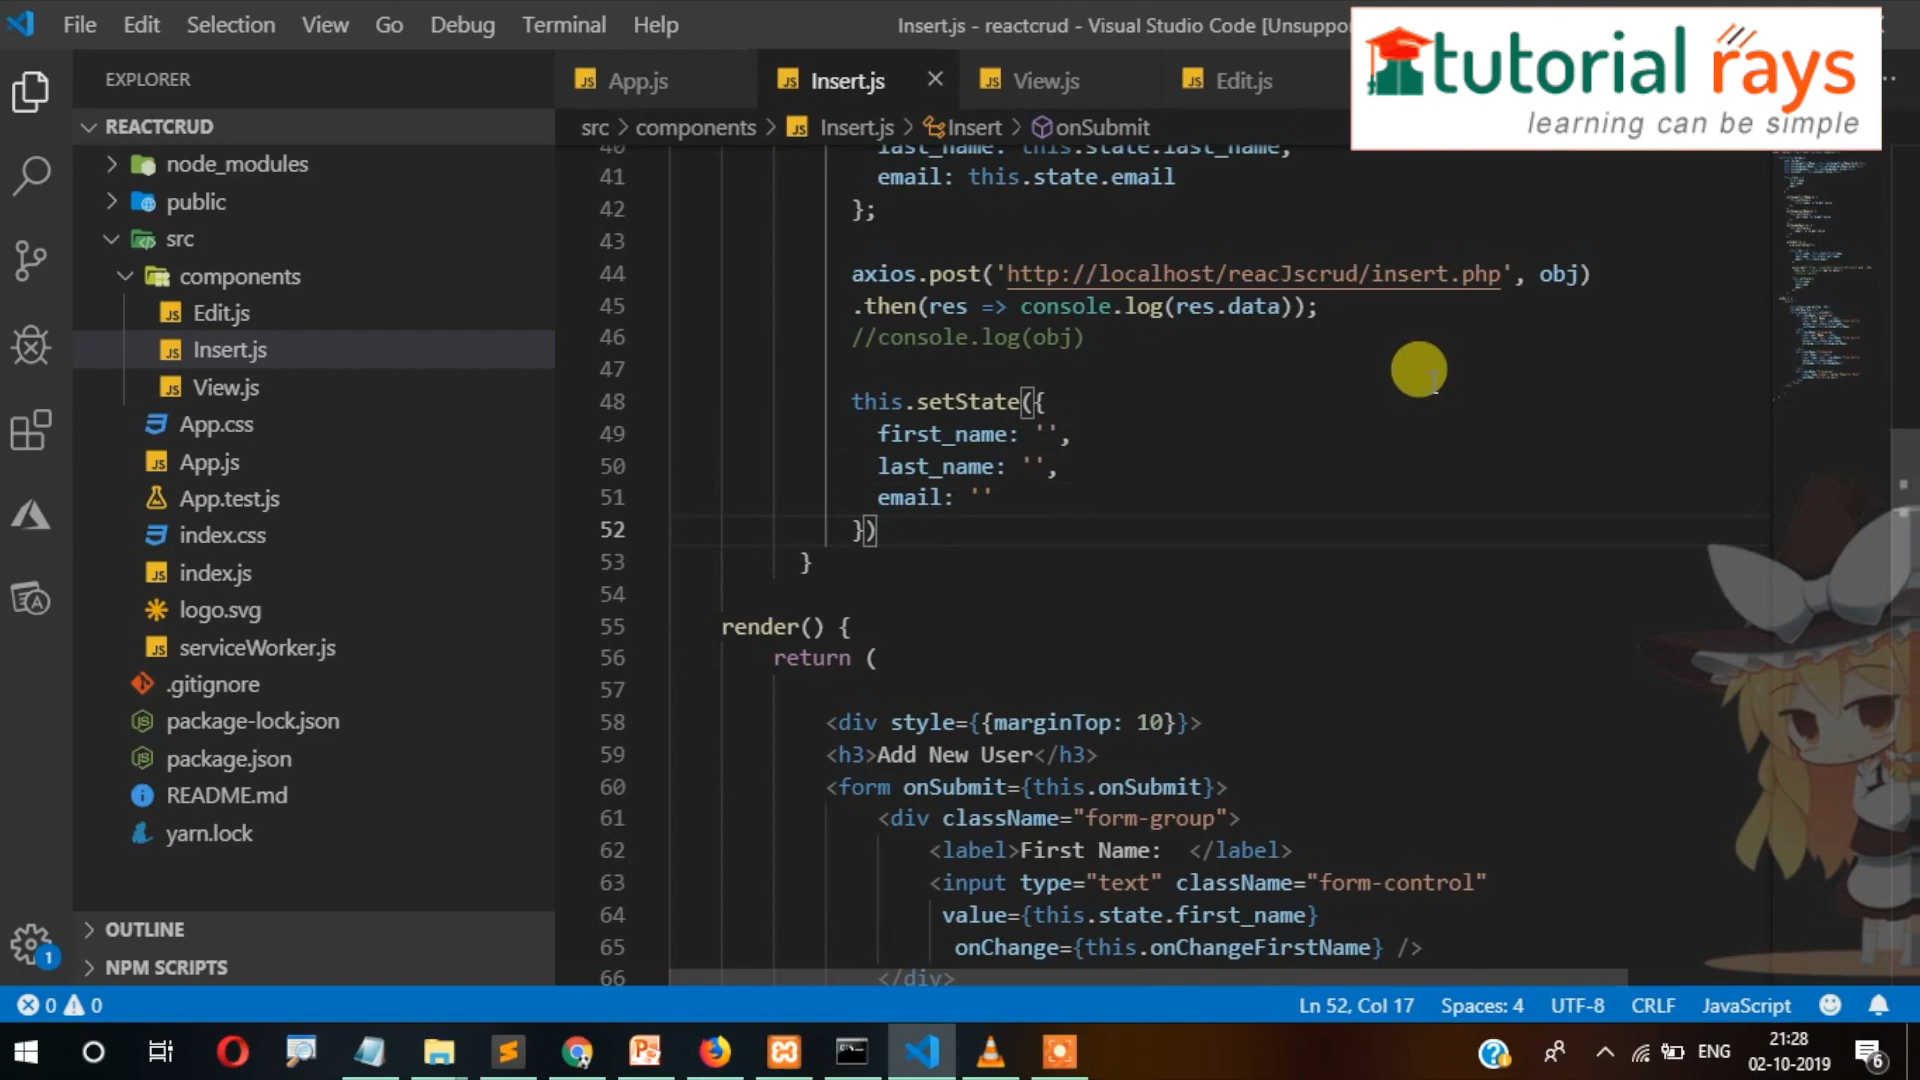 File Edit Selection View Go Debug Terminal Help
Insert.js - reactcrud - Visual Studio Code
tutorial rays
learning can be simple
EXPLORER
App.js
Insert.js
View.js
Edit.js
REACTCRUD
src > components > Insert.js > Insert > onSubmit
node_modules
public
src
components
Edit.js
Insert.js
View.js
App.css
App.js
App.test.js
index.css
index.js
logo.svg
serviceWorker.js
.gitignore
package-lock.json
package.json
README.md
yarn.lock
OUTLINE
NPM SCRIPTS
40 last_name: this.state.last_name,
41 email: this.state.email
42 };
43
44 axios.post('http://localhost/reacJscrud/insert.php', obj)
45 .then(res => console.log(res.data));
46 //console.log(obj)
47
48 this.setState({
49 first_name: '',
50 last_name: '',
51 email: ''
52 })
53 }
54
55 render() {
56 return (
57
58 <div style={{marginTop: 10}}>
59 <h3>Add New User</h3>
60 <form onSubmit={this.onSubmit}>
61 <div className="form-group">
62 <label>First Name:  </label>
63 <input type="text" className="form-control"
64 value={this.state.first_name}
65 onChange={this.onChangeFirstName} />
66 </div>
1
0 0
Ln 52, Col 17 Spaces: 4 UTF-8 CRLF JavaScript
ENG
21:28
02-10-2019
6